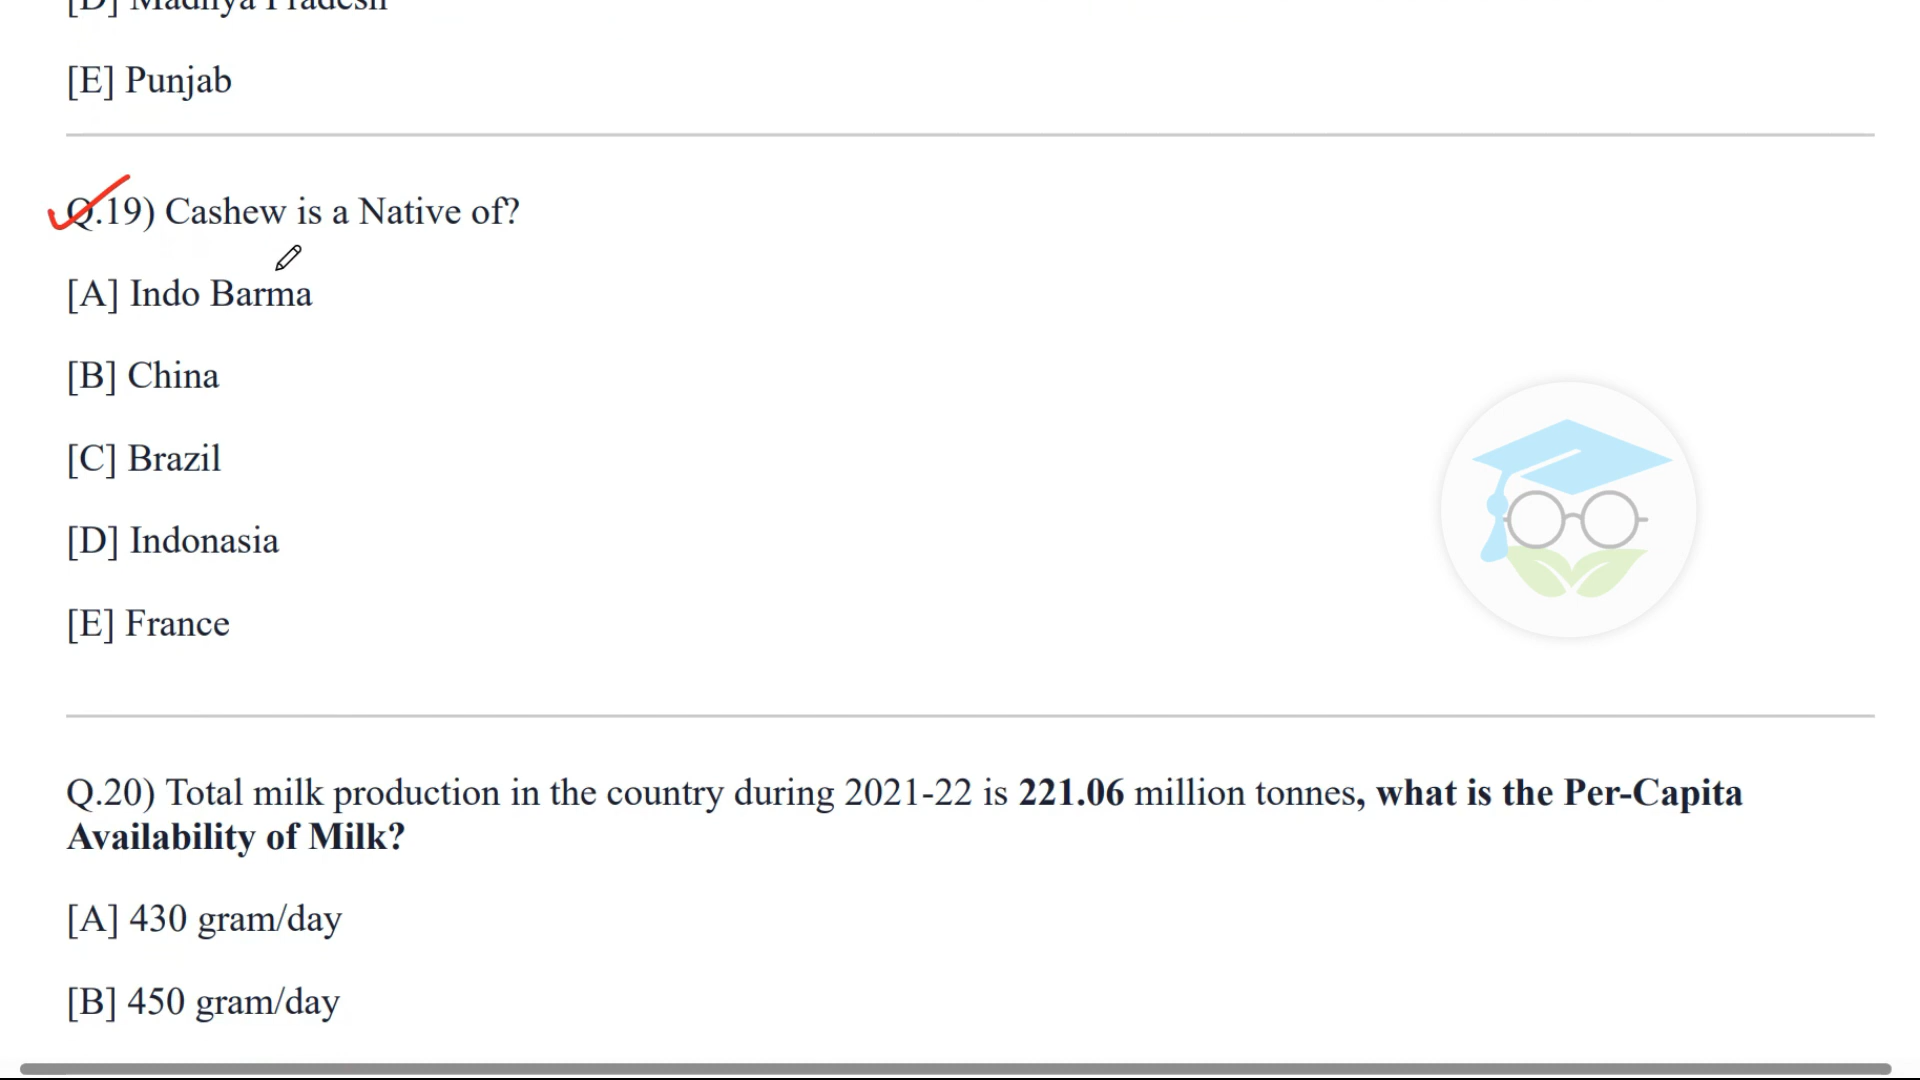 [D] Madhya Pradesh
[E] Punjab
Q.19) Cashew is a Native of?
[A] Indo Barma
[B] China
[C] Brazil
[D] Indonasia
[E] France
Q.20) Total milk production in the country during 2021-22 is 221.06 million tonnes, what is the Per-Capita
Availability of Milk?
[A] 430 gram/day
[B] 450 gram/day